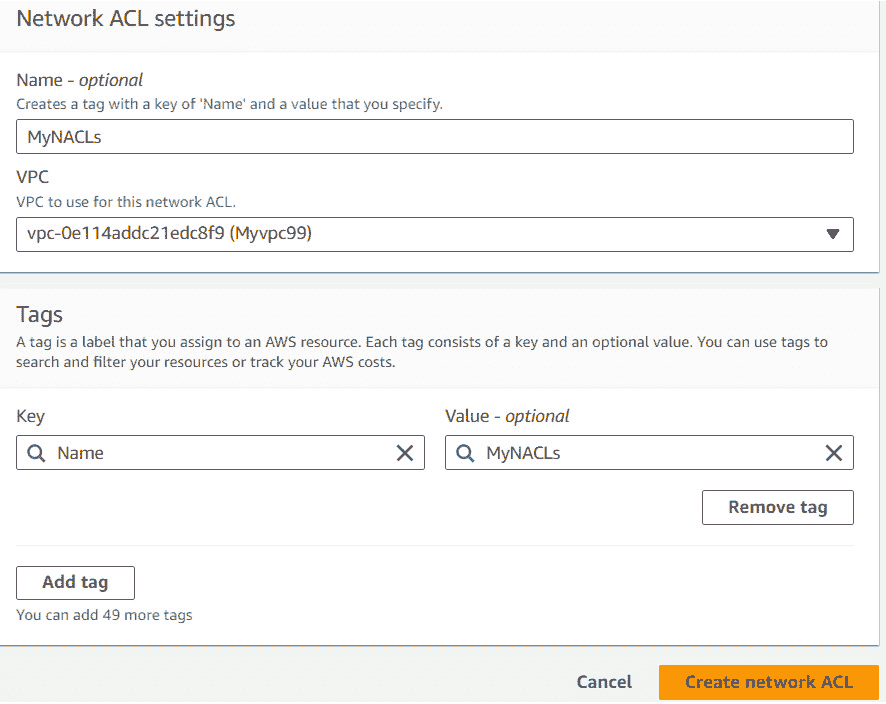 Network ACL settings
Name - optional
Creates a tag with a key of 'Name' and a value that you specify.
MyNACLs
VPC
VPC to use for this network ACL.
vpc-0e114addc21edc8f9 (Myvpc99)
Tags
A tag is a label that you assign to an AWS resource. Each tag consists of a key and an optional value. You can use tags to
search and filter your resources or track your AWS costs.
Key
Value - optional
Name
MyNACLs
Remove tag
Add tag
You can add 49 more tags
Cancel
Create network ACL